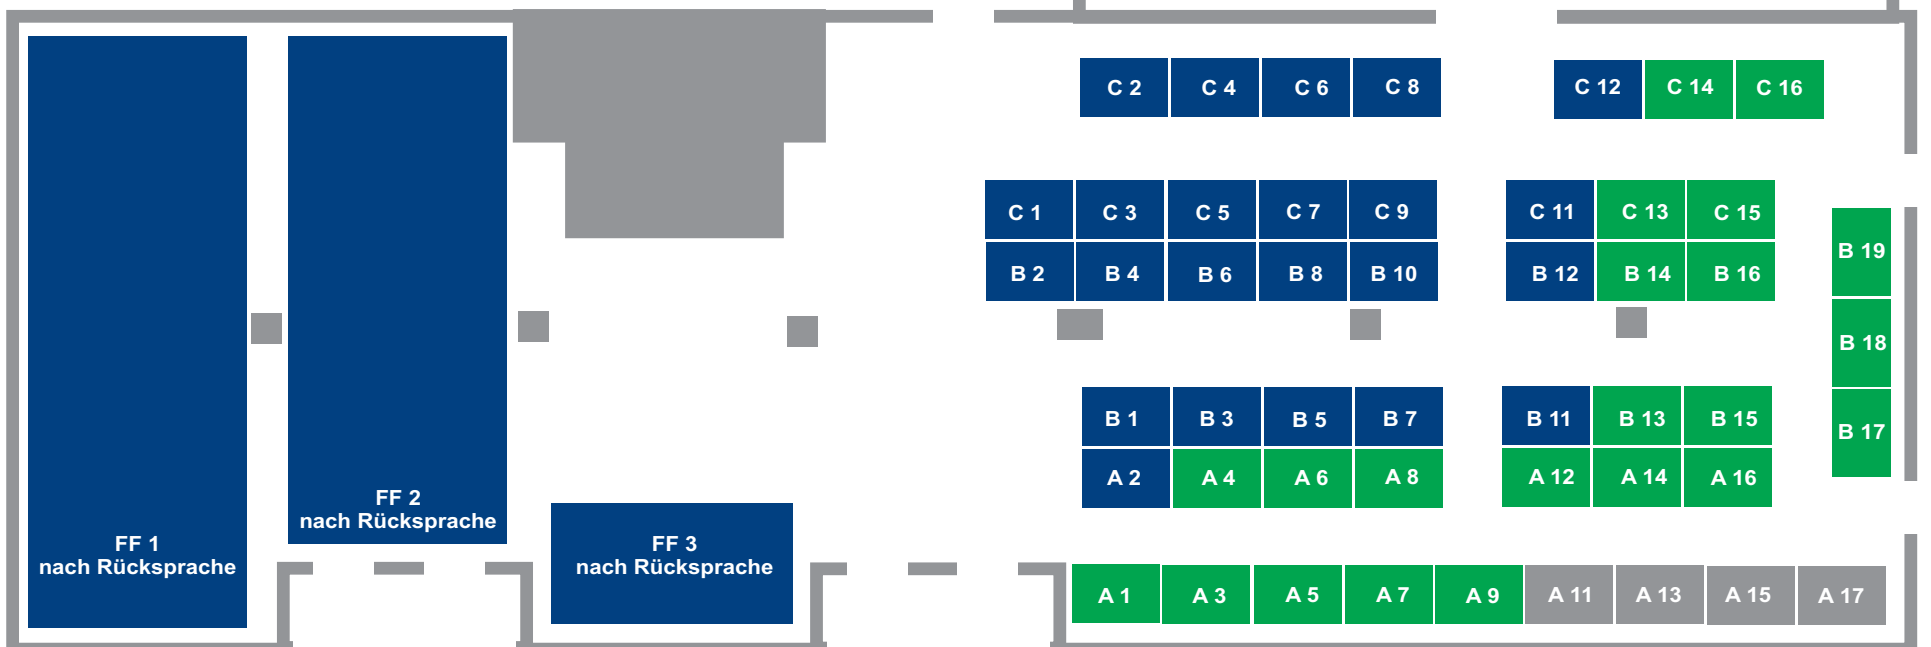 C 2
C 4
C 6
C 8
C 12
C 14
C 16
C 1
C 3
C 5
C 7
C 9
C 11
C 13
C 15
B 2
B 4
B 6
B 8
B 10
B 12
B 14
B 16
B 19
B 18
B 17
B 1
B 3
B 5
B 7
B 11
B 13
B 15
A 2
A 4
A 6
A 8
A 12
A 14
A 16
FF 1
nach Rücksprache
FF 2
nach Rücksprache
FF 3
nach Rücksprache
A 1
A 3
A 5
A 7
A 9
A 11
A 13
A 15
A 17